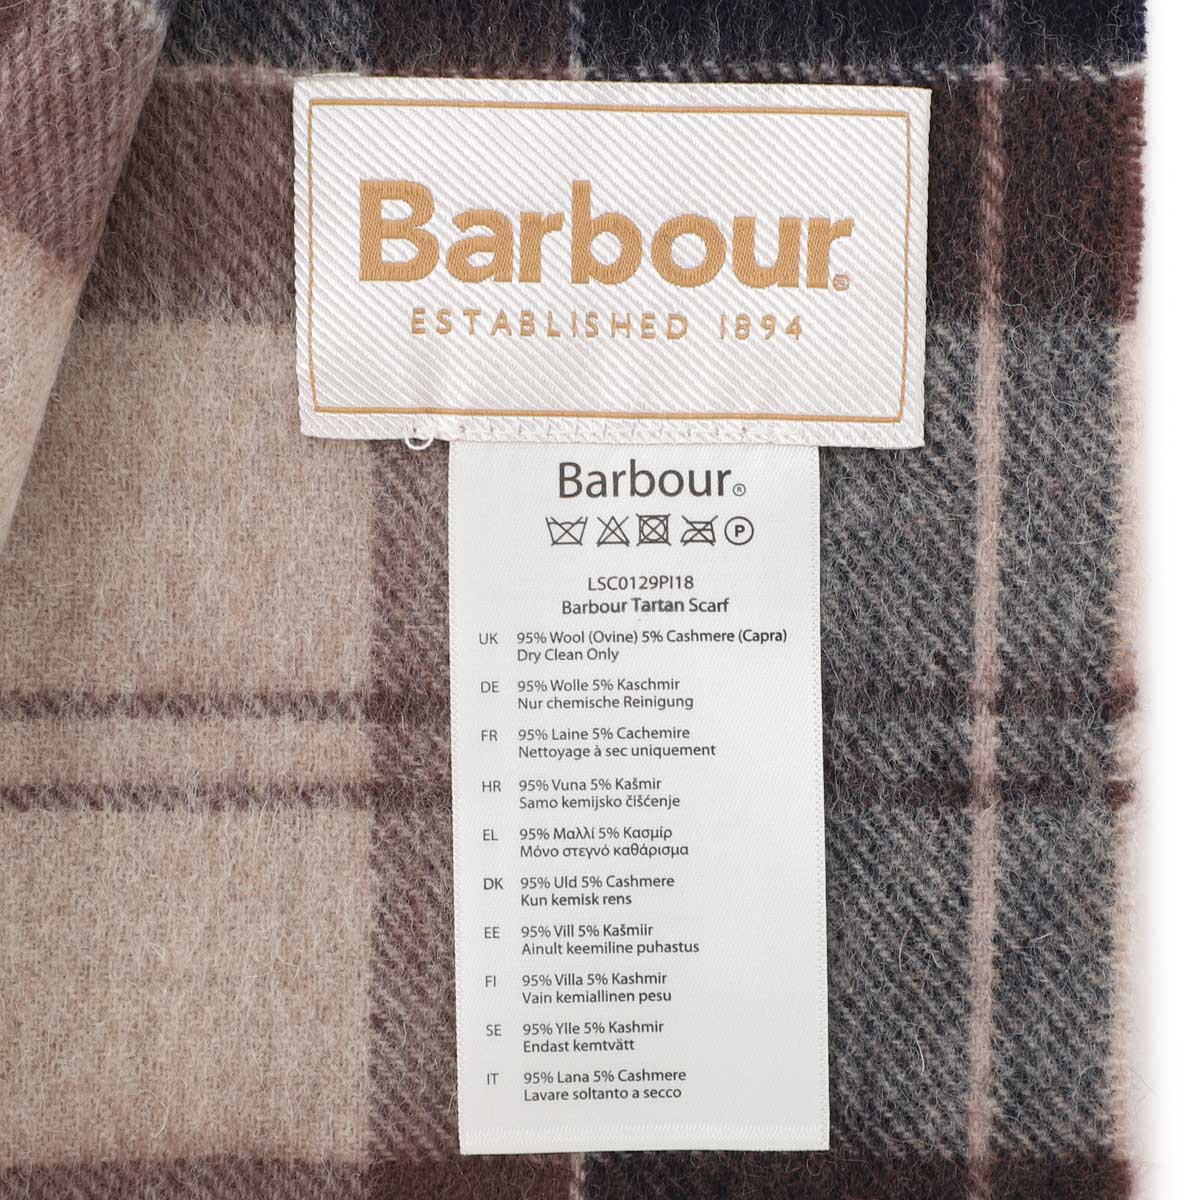 Barbour®
ESTABLISHED 1894
Barbour®
P
LSC0129PI18
Barbour Tartan Scarf
UK 95% Wool (Ovine) 5% Cashmere (Capra)
Dry Clean Only
DE 95% Wolle 5% Kaschmir
Nur chemische Reinigung
FR 95% Laine 5% Cachemire
Nettoyage à sec uniquement
HR 95% Vuna 5% Kašmir
Samo kemijsko čišćenje
EL 95% Μαλλί 5% Κασμίρ
Μόνο στεγνό καθάρισμα
DK 95% Uld 5% Cashmere
Kun kemisk rens
EE 95% Vill 5% Kašmiir
Ainult keemiline puhastus
FI 95% Villa 5% Kashmir
Vain kemiallinen pesu
SE 95% Ylle 5% Kashmir
Endast kemtvätt
IT 95% Lana 5% Cashmere
Lavare soltanto a secco